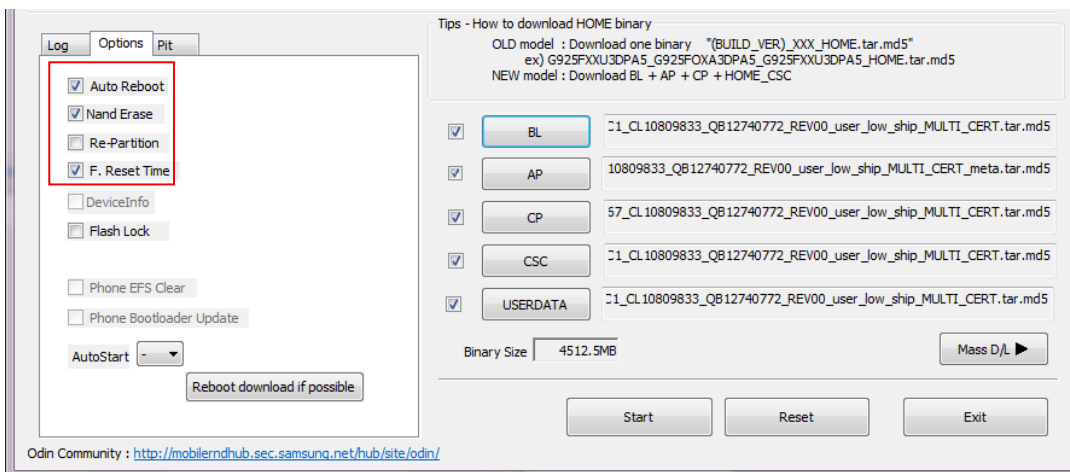 Log Options Pit
Auto Reboot
Nand Erase
Re-Partition
F. Reset Time
DeviceInfo
Flash Lock
Phone EFS Clear
Phone Bootloader Update
AutoStart -
Reboot download if possible
Tips - How to download HOME binary
OLD model : Download one binary "(BUILD_VER)_XXX_HOME.tar.md5"
ex) G925FXXU3DPA5_G925FOXA3DPA5_G925FXXU3DPA5_HOME.tar.md5
NEW model : Download BL + AP + CP + HOME_CSC
BL C1_CL10809833_QB12740772_REV00_user_low_ship_MULTI_CERT.tar.md5
AP 10809833_QB12740772_REV00_user_low_ship_MULTI_CERT_meta.tar.md5
CP 57_CL10809833_QB12740772_REV00_user_low_ship_MULTI_CERT.tar.md5
CSC C1_CL10809833_QB12740772_REV00_user_low_ship_MULTI_CERT.tar.md5
USERDATA C1_CL10809833_QB12740772_REV00_user_low_ship_MULTI_CERT.tar.md5
Binary Size 4512.5MB Mass D/L ▶
Start Reset Exit
Odin Community : http://mobilerndhub.sec.samsung.net/hub/site/odin/